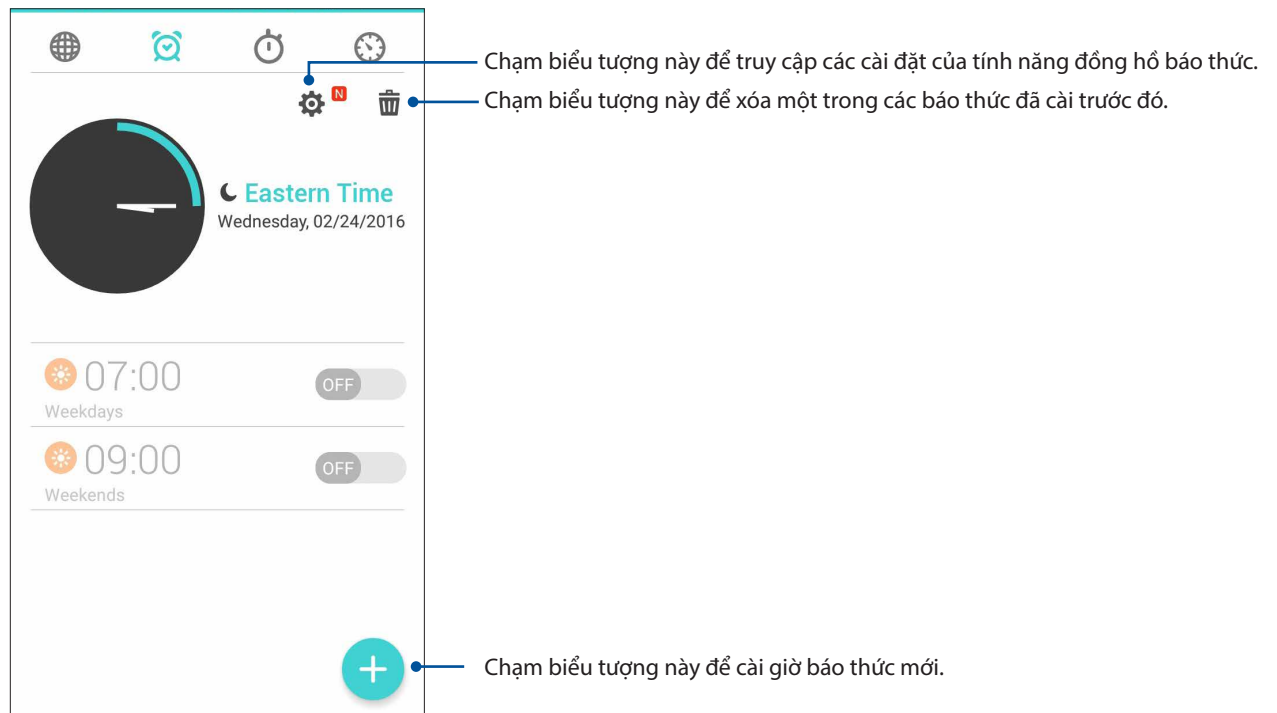 Chạm biểu tượng này để truy cập các cài đặt của tính năng đồng hồ báo thức.
N
Chạm biểu tượng này để xóa một trong các báo thức đã cài trước đó.
Eastern Time
Wednesday, 02/24/2016
07:00
OFF
Weekdays
09:00
OFF
Weekends
Chạm biểu tượng này để cài giờ báo thức mới.